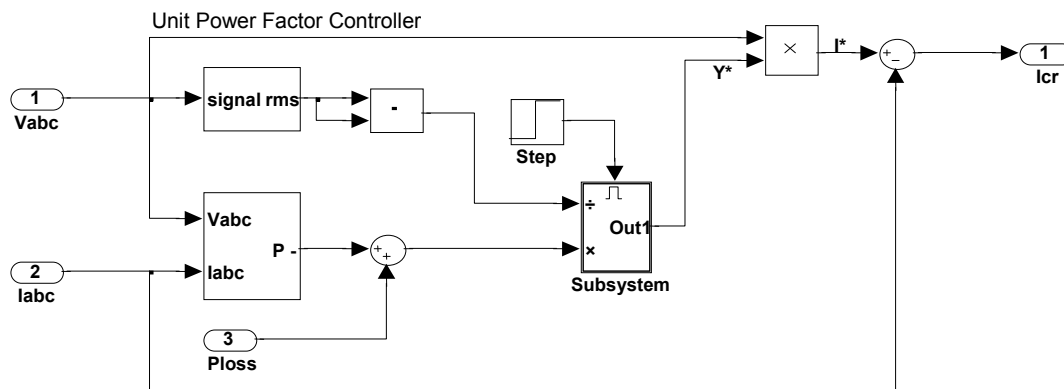 Unit Power Factor Controller
1
Vabc
signal rms
-
Step
÷
×
Out1
Subsystem
Y*
×
I*
+
-
1
Icr
2
Iabc
Vabc
Iabc
P -
+
+
3
Ploss